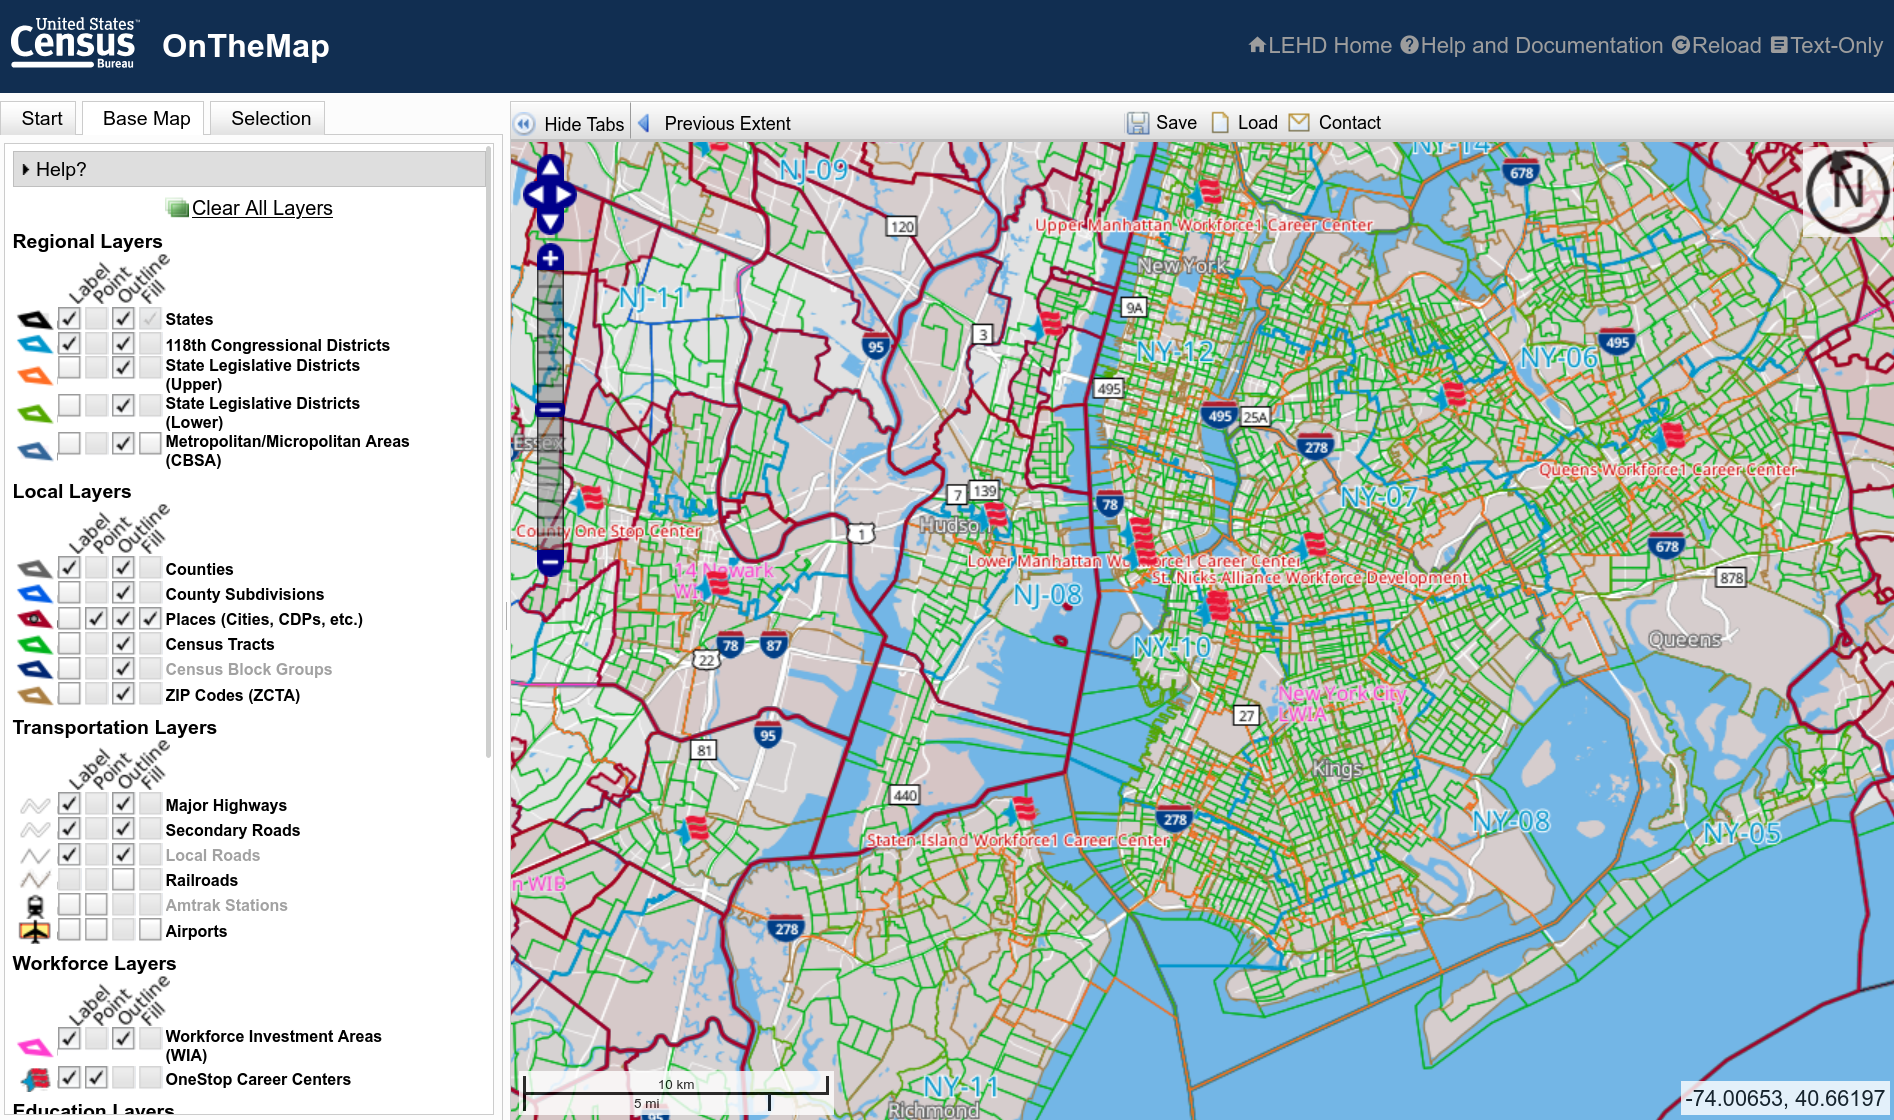 United States™
Census
Bureau
OnTheMap
LEHD Home
Help and Documentation
Reload
Text-Only
Start
Base Map
Selection
Hide Tabs
Previous Extent
Save
Load
Contact
Help?
Clear All Layers
Regional Layers
Label
Point
Outline
Fill
States
118th Congressional Districts
State Legislative Districts
(Upper)
State Legislative Districts
(Lower)
Metropolitan/Micropolitan Areas
(CBSA)
Local Layers
Label
Point
Outline
Fill
Counties
County Subdivisions
Places (Cities, CDPs, etc.)
Census Tracts
Census Block Groups
ZIP Codes (ZCTA)
Transportation Layers
Label
Point
Outline
Fill
Major Highways
Secondary Roads
Local Roads
Railroads
Amtrak Stations
Airports
Workforce Layers
Label
Point
Outline
Fill
Workforce Investment Areas
(WIA)
OneStop Career Centers
Education Layers
NY-14
NJ-09
678
N
120
Upper Manhattan Workforce1 Career Center
New York
NJ-11
9A
3
95
NY-12
495
NY-06
495
495
25A
278
Essex
Queens Workforce1 Career Center
7
139
NY-07
78
Hudso
County One Stop Center
1
678
Lower Manhattan Wo
rce1 Career Center
14 Newark
WI
St. Nicks Alliance Workforce Development
878
NJ-08
Queens
78
87
NY-10
22
New York City
LWIA
27
95
81
Kings
440
278
NY-08
NY-05
Staten Island Workforce1 Career Center
n WIB
278
10 km
5 mi
95
NY-11
Richmond
-74.00653, 40.66197